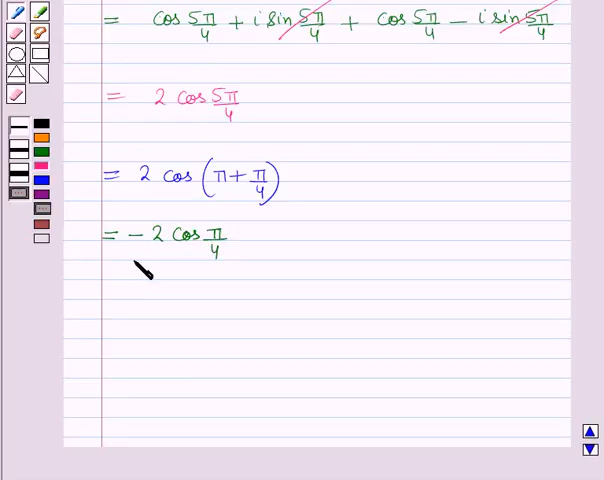 = cos 5π/4 + i sin 5π/4 + cos 5π/4 − i sin 5π/4
= 2 cos 5π/4
= 2 cos (π + π/4)
= − 2 cos π/4